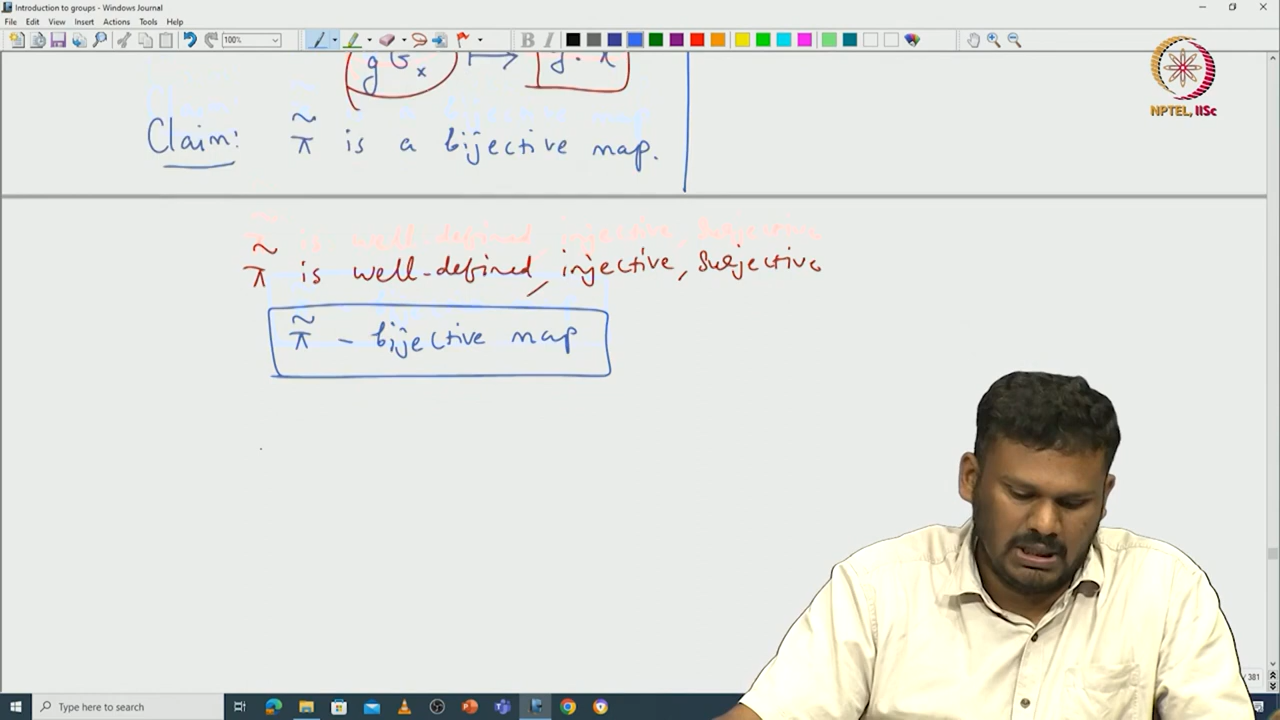 Introduction to groups - Windows Journal
File Edit View Insert Actions Tools Help
100%
B I
NPTEL, IISc
g G_x ⟼ g · x
Claim: π̃ is a bijective map.
π̃ is well-defined, injective, Surjective
π̃ - bijective map
/ 381
Type here to search